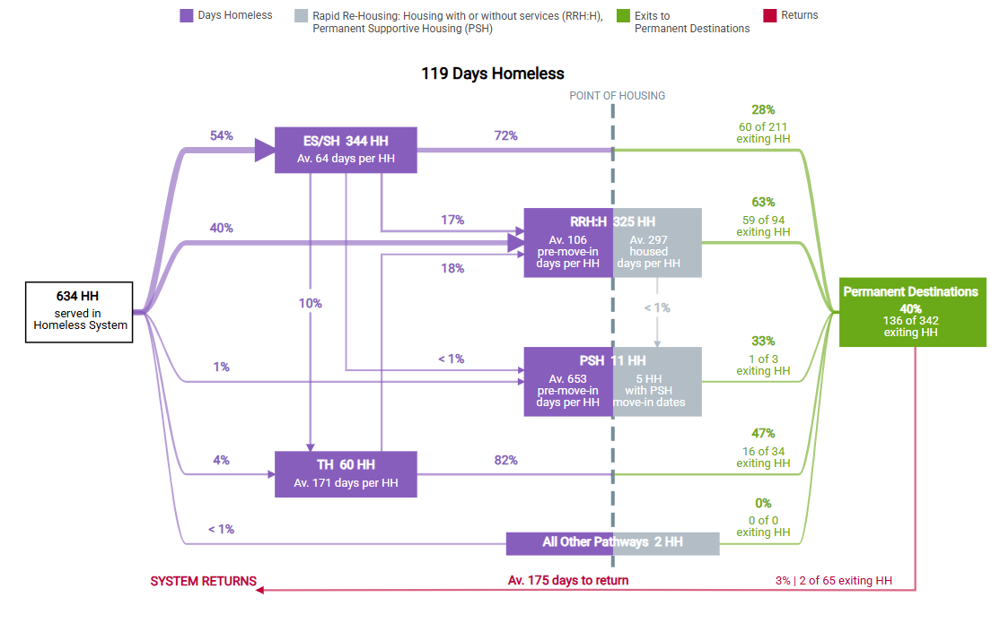 Days Homeless
Rapid Re-Housing: Housing with or without services (RRH:H),
Permanent Supportive Housing (PSH)
Exits to
Permanent Destinations
Returns
119 Days Homeless
POINT OF HOUSING
54%
ES/SH 344 HH
Av. 64 days per HH
72%
28%
60 of 211
exiting HH
40%
17%
18%
RRH:H 325 HH
Av. 106
pre-move-in
days per HH
Av. 297
housed
days per HH
63%
59 of 94
exiting HH
634 HH
served in
Homeless System
10%
< 1%
Permanent Destinations
40%
136 of 342
exiting HH
1%
< 1%
PSH 11 HH
Av. 653
pre-move-in
days per HH
5 HH
with PSH
move-in dates
33%
1 of 3
exiting HH
4%
TH 60 HH
Av. 171 days per HH
82%
47%
16 of 34
exiting HH
< 1%
All Other Pathways 2 HH
0%
0 of 0
exiting HH
SYSTEM RETURNS
Av. 175 days to return
3% | 2 of 65 exiting HH